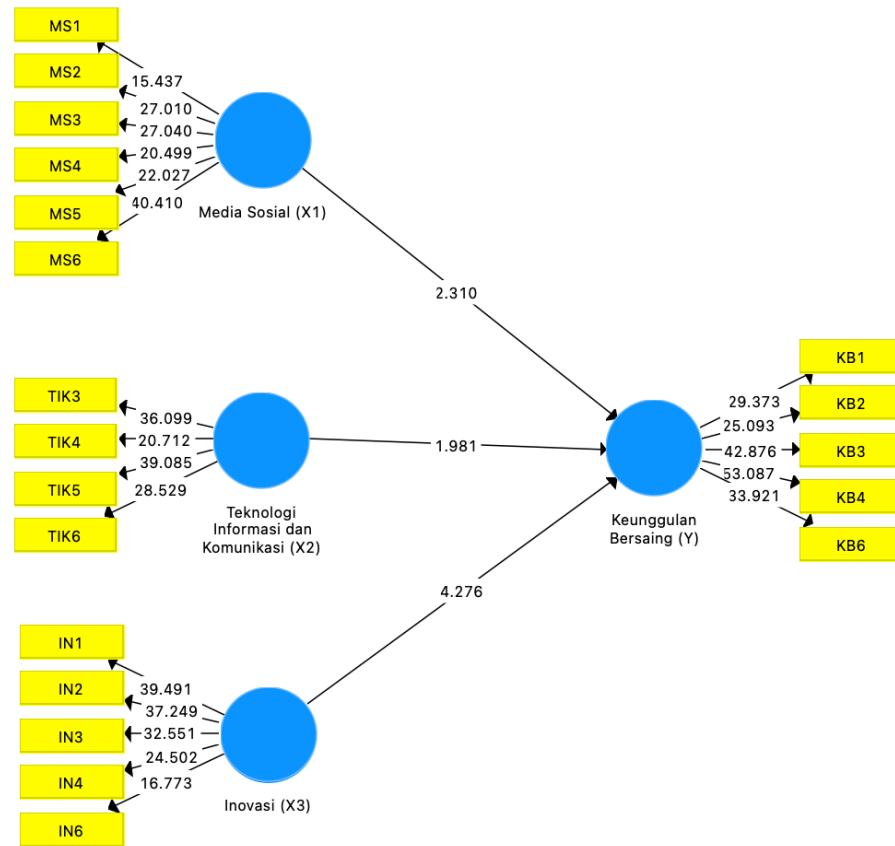 MS1
MS2
MS3
MS4
MS5
MS6
15.437
27.010
27.040
20.499
22.027
40.410
Media Sosial (X1)
2.310
TIK3
TIK4
TIK5
TIK6
36.099
20.712
39.085
28.529
Teknologi
Informasi dan
Komunikasi (X2)
1.981
IN1
IN2
IN3
IN4
IN6
39.491
37.249
32.551
24.502
16.773
Inovasi (X3)
4.276
Keunggulan
Bersaing (Y)
29.373
25.093
42.876
53.087
33.921
KB1
KB2
KB3
KB4
KB6